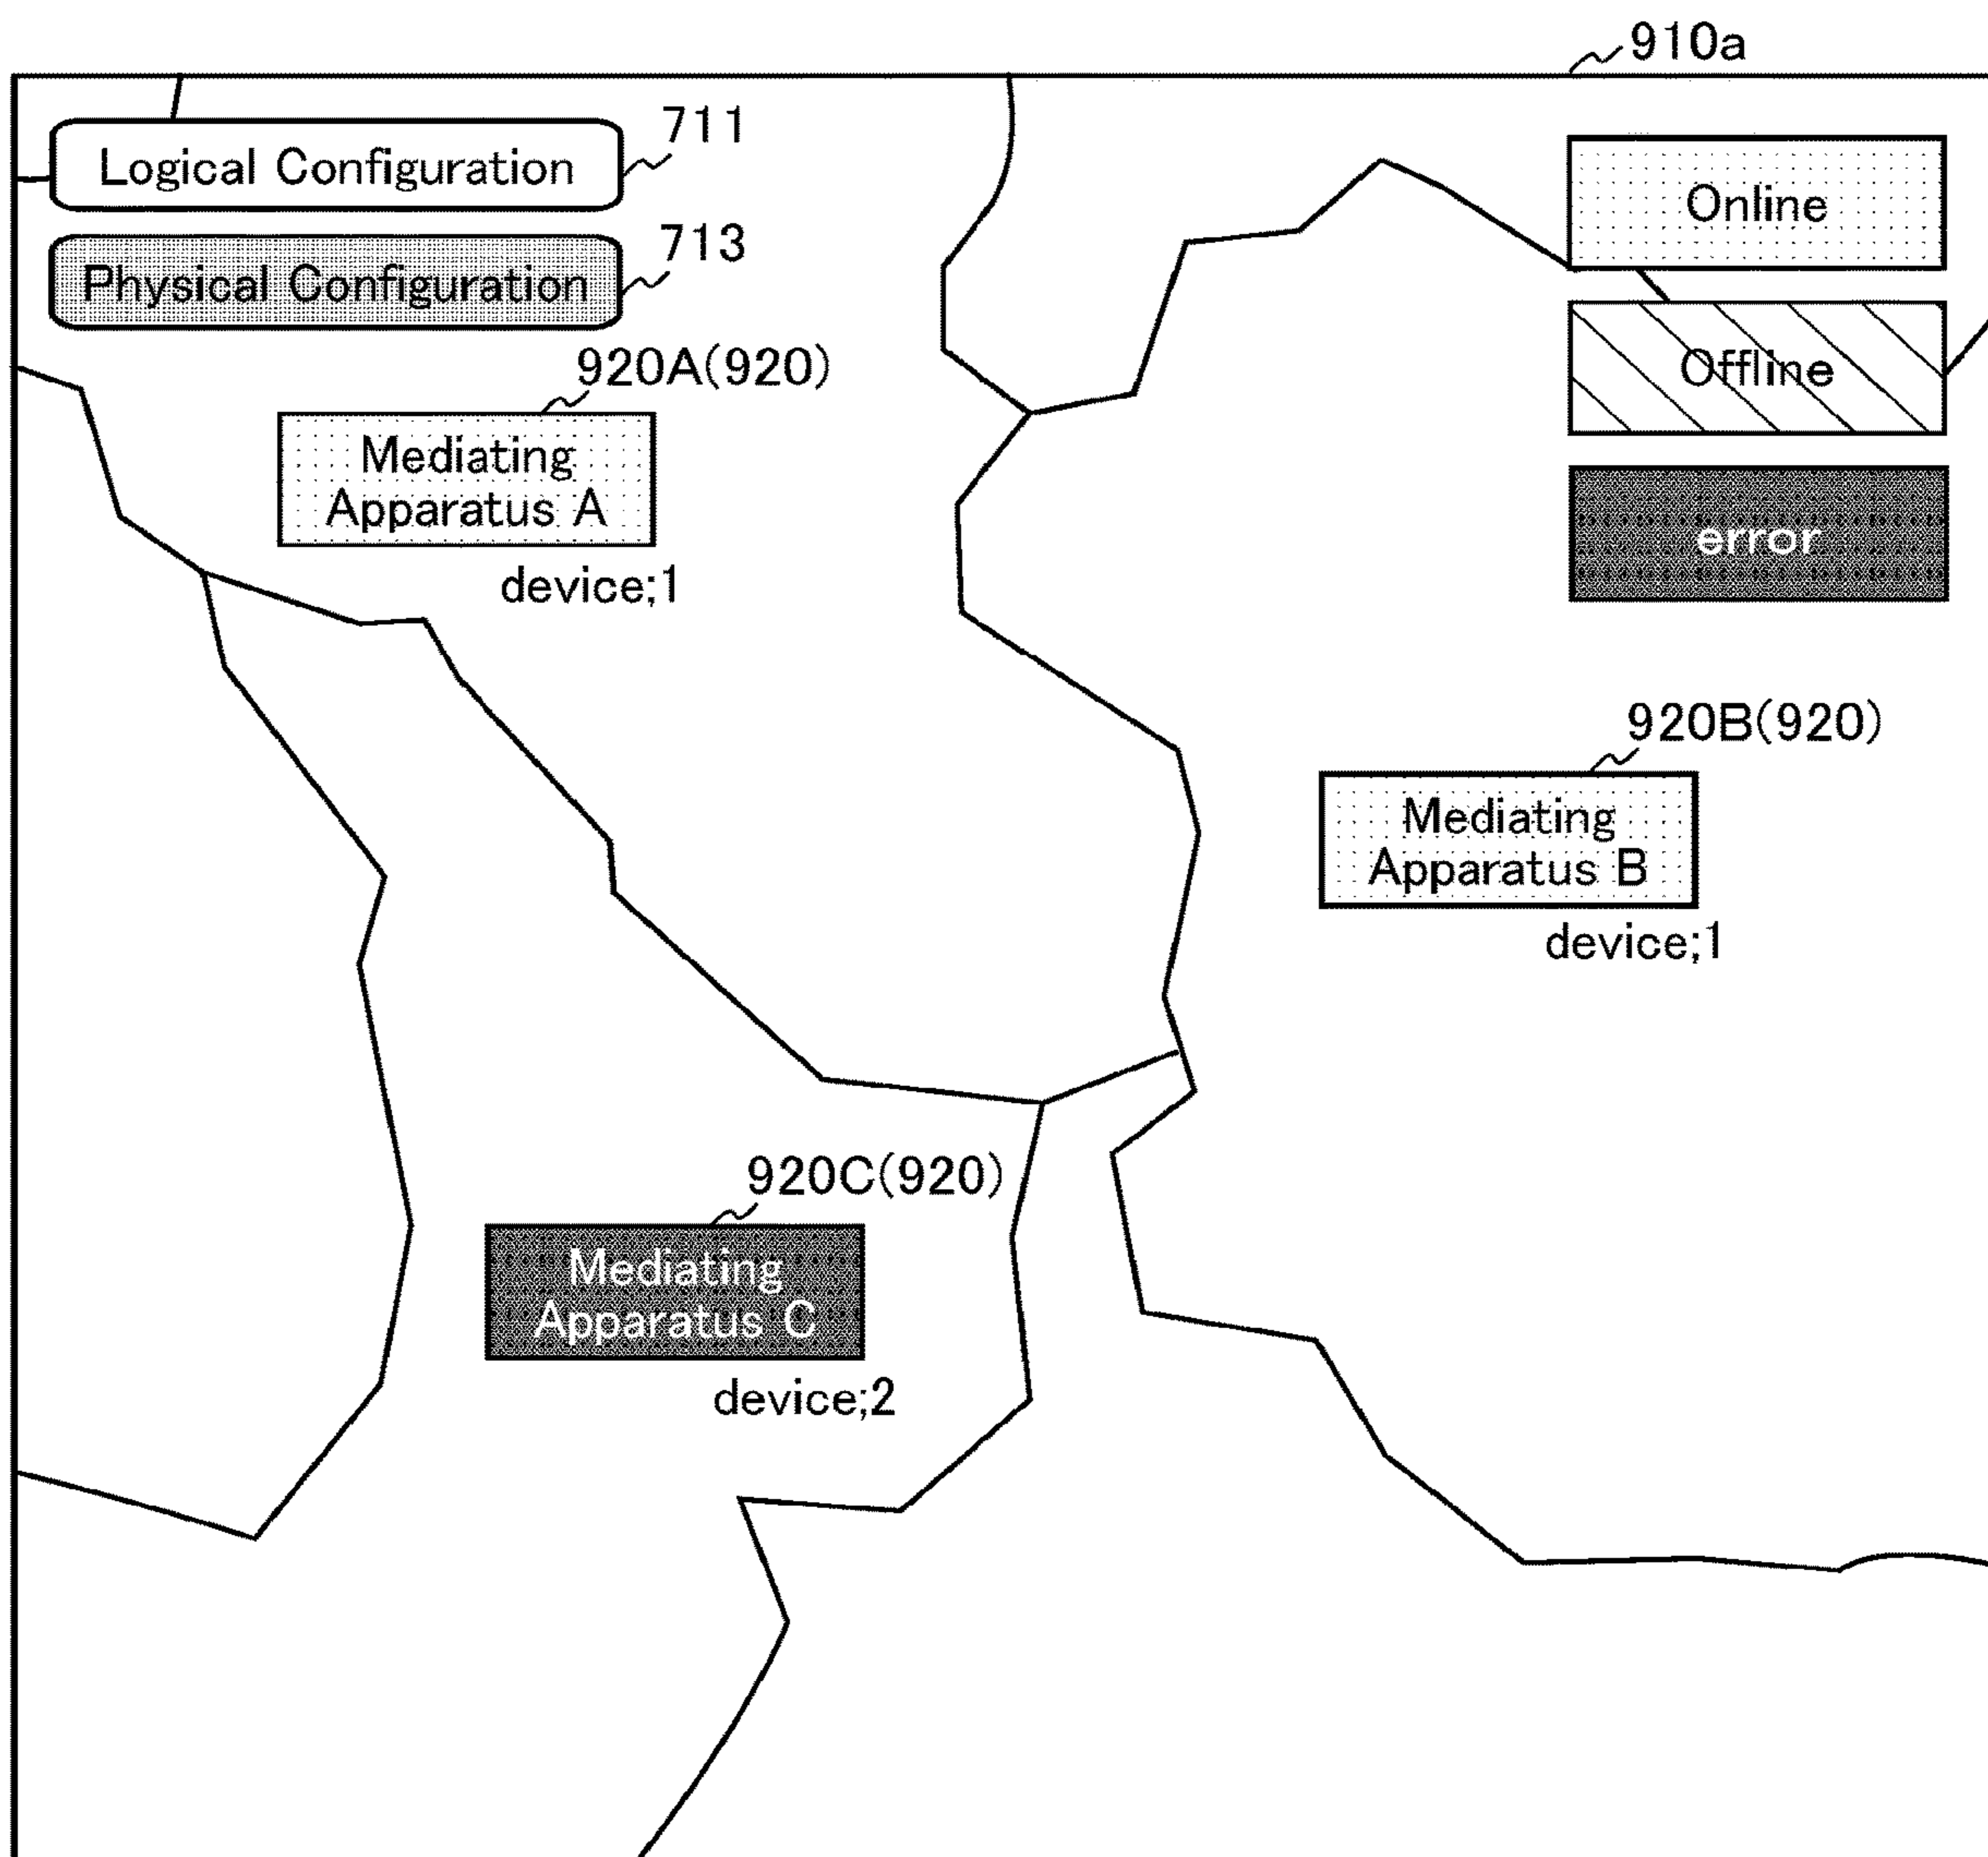 910a
Logical Configuration
711
Physical Configuration
713
Online
Offline
error
920A(920)
Mediating
Apparatus A
device;1
920B(920)
Mediating
Apparatus B
device;1
920C(920)
Mediating
Apparatus C
device;2